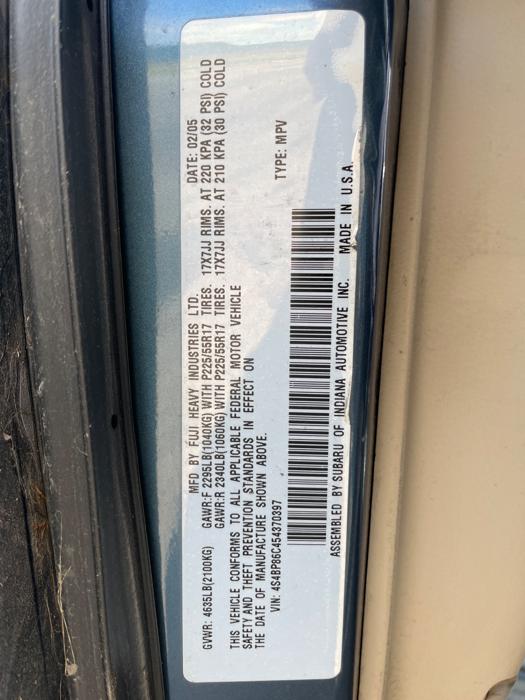 MFD BY FUJI HEAVY INDUSTRIES LTD. DATE: 02/05
GVWR: 4635LB(2100KG) GAWR:F 2295LB(1040KG) WITH P225/55R17 TIRES. 17X7JJ RIMS. AT 220 KPA (32 PSI) COLD
GAWR:R 2340LB(1060KG) WITH P225/55R17 TIRES. 17X7JJ RIMS. AT 210 KPA (30 PSI) COLD
THIS VEHICLE CONFORMS TO ALL APPLICABLE FEDERAL MOTOR VEHICLE
SAFETY AND THEFT PREVENTION STANDARDS IN EFFECT ON
THE DATE OF MANUFACTURE SHOWN ABOVE.
VIN: 4S4BP86C454370397 TYPE: MPV
ASSEMBLED BY SUBARU OF INDIANA AUTOMOTIVE INC. MADE IN U.S.A.